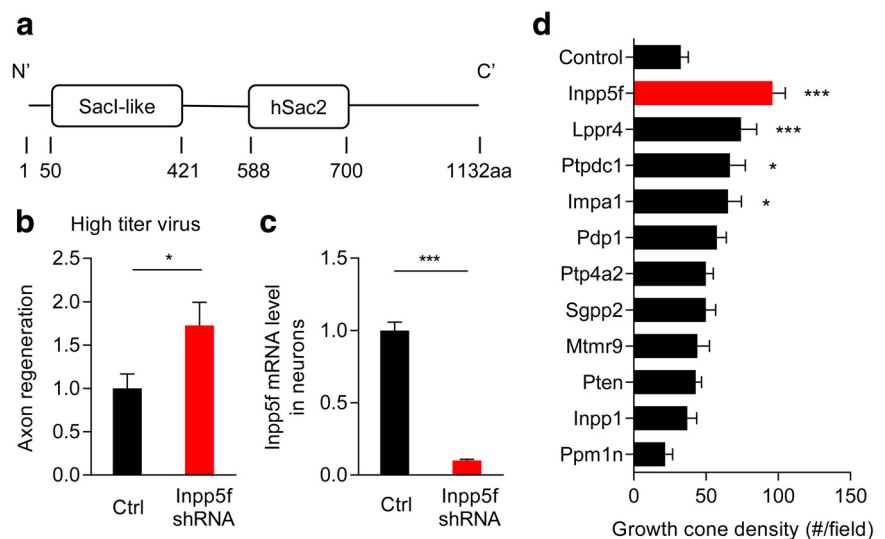 a
N’
C’
SacI-like
hSac2
1 50 421 588 700 1132aa
b
High titer virus
Axon regeneration
2.5
2.0
1.5
1.0
0.5
0.0
*
Ctrl
Inpp5f
shRNA
c
Inpp5f mRNA level
in neurons
1.5
1.0
0.5
0.0
***
Ctrl
Inpp5f
shRNA
d
Control
Inpp5f ***
Lppr4 ***
Ptpdc1 *
Impa1 *
Pdp1
Ptp4a2
Sgpp2
Mtmr9
Pten
Inpp1
Ppm1n
0 50 100 150
Growth cone density (#/field)